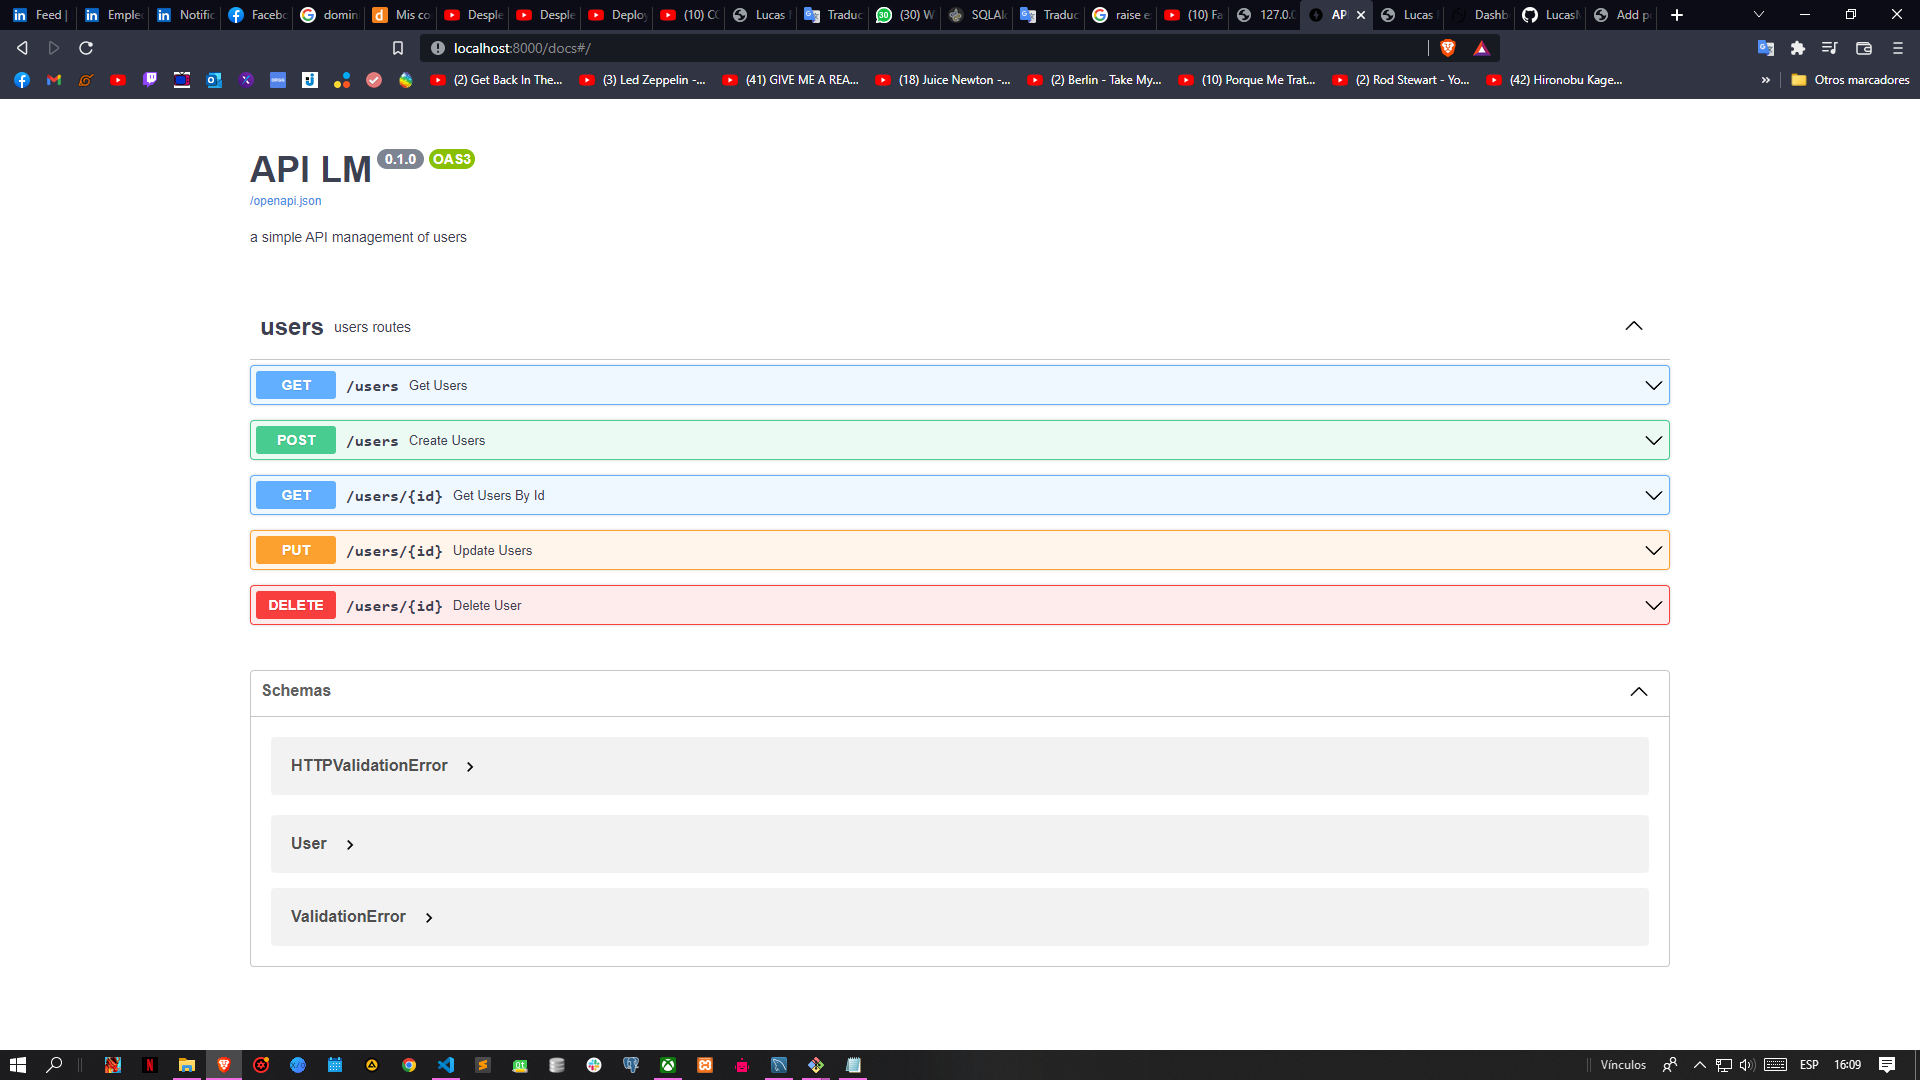 Feed |
Emple
Notific
Facebo
domini
Mis co
Desple
Desple
Deploy
(10) CO
Lucas
Traduc
(30) W
SQLAl
Traduc
raise e
(10) Fa
127.0.0
AP
Lucas
Dashb
Lucas
Add p
localhost:8000/docs#/
(2) Get Back In The...
(3) Led Zeppelin -...
(41) GIVE ME A REA...
(18) Juice Newton -...
(2) Berlin - Take My...
(10) Porque Me Trat...
(2) Rod Stewart - Yo...
(42) Hironobu Kage...
»
Otros marcadores
API LM 0.1.0 OAS3
/openapi.json
a simple API management of users
users users routes
GET /users Get Users
POST /users Create Users
GET /users/{id} Get Users By Id
PUT /users/{id} Update Users
DELETE /users/{id} Delete User
Schemas
HTTPValidationError
User
ValidationError
Vínculos
ESP
16:09